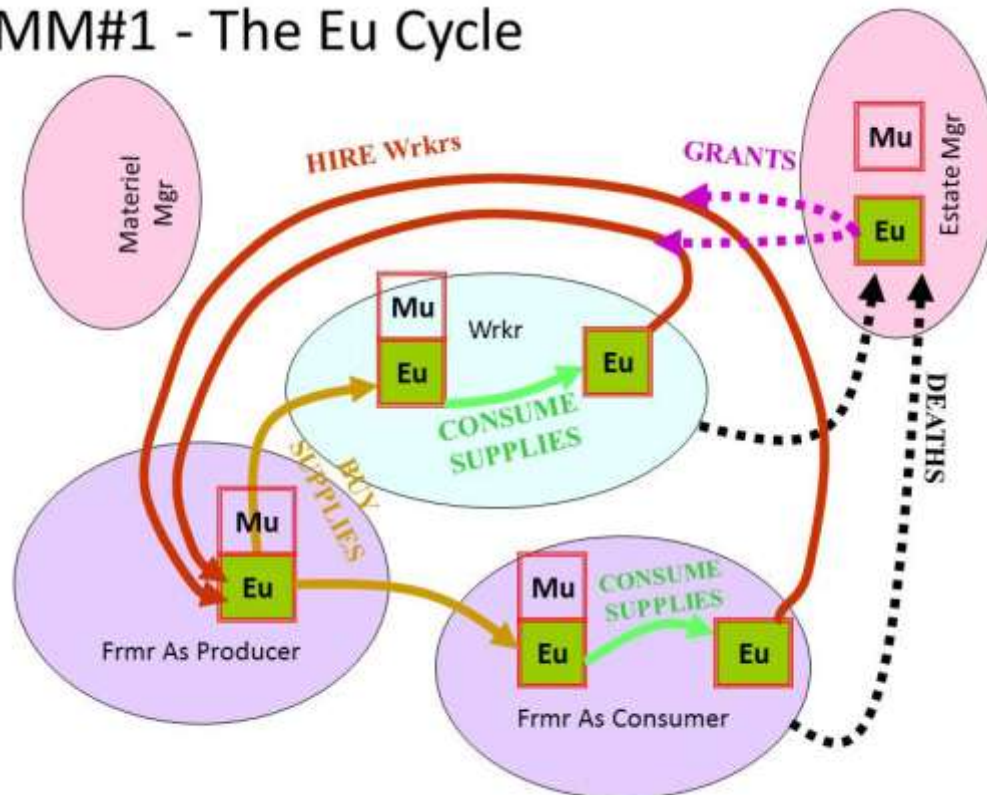 MM#1 - The Eu Cycle
Materiel
Mgr
HIRE Wrkrs
GRANTS
Mu
Eu
Estate Mgr
Mu
Eu
Wrkr
Eu
CONSUME
SUPPLIES
BUY
SUPPLIES
DEATHS
Mu
Eu
Frmr As Producer
Mu
Eu
CONSUME
SUPPLIES
Eu
Frmr As Consumer